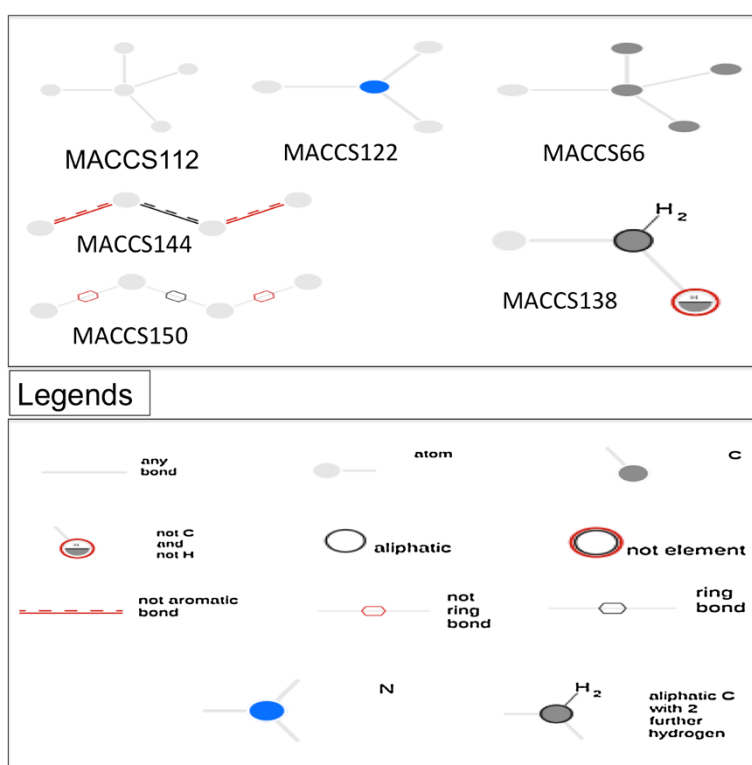 MACCS112
MACCS122
MACCS66
MACCS144
H2
MACCS138
MACCS150
Legends
any
bond
atom
C
H
not C
and
not H
aliphatic
not element
not aromatic
bond
not
ring
bond
ring
bond
N
H2
aliphatic C
with 2
further
hydrogen